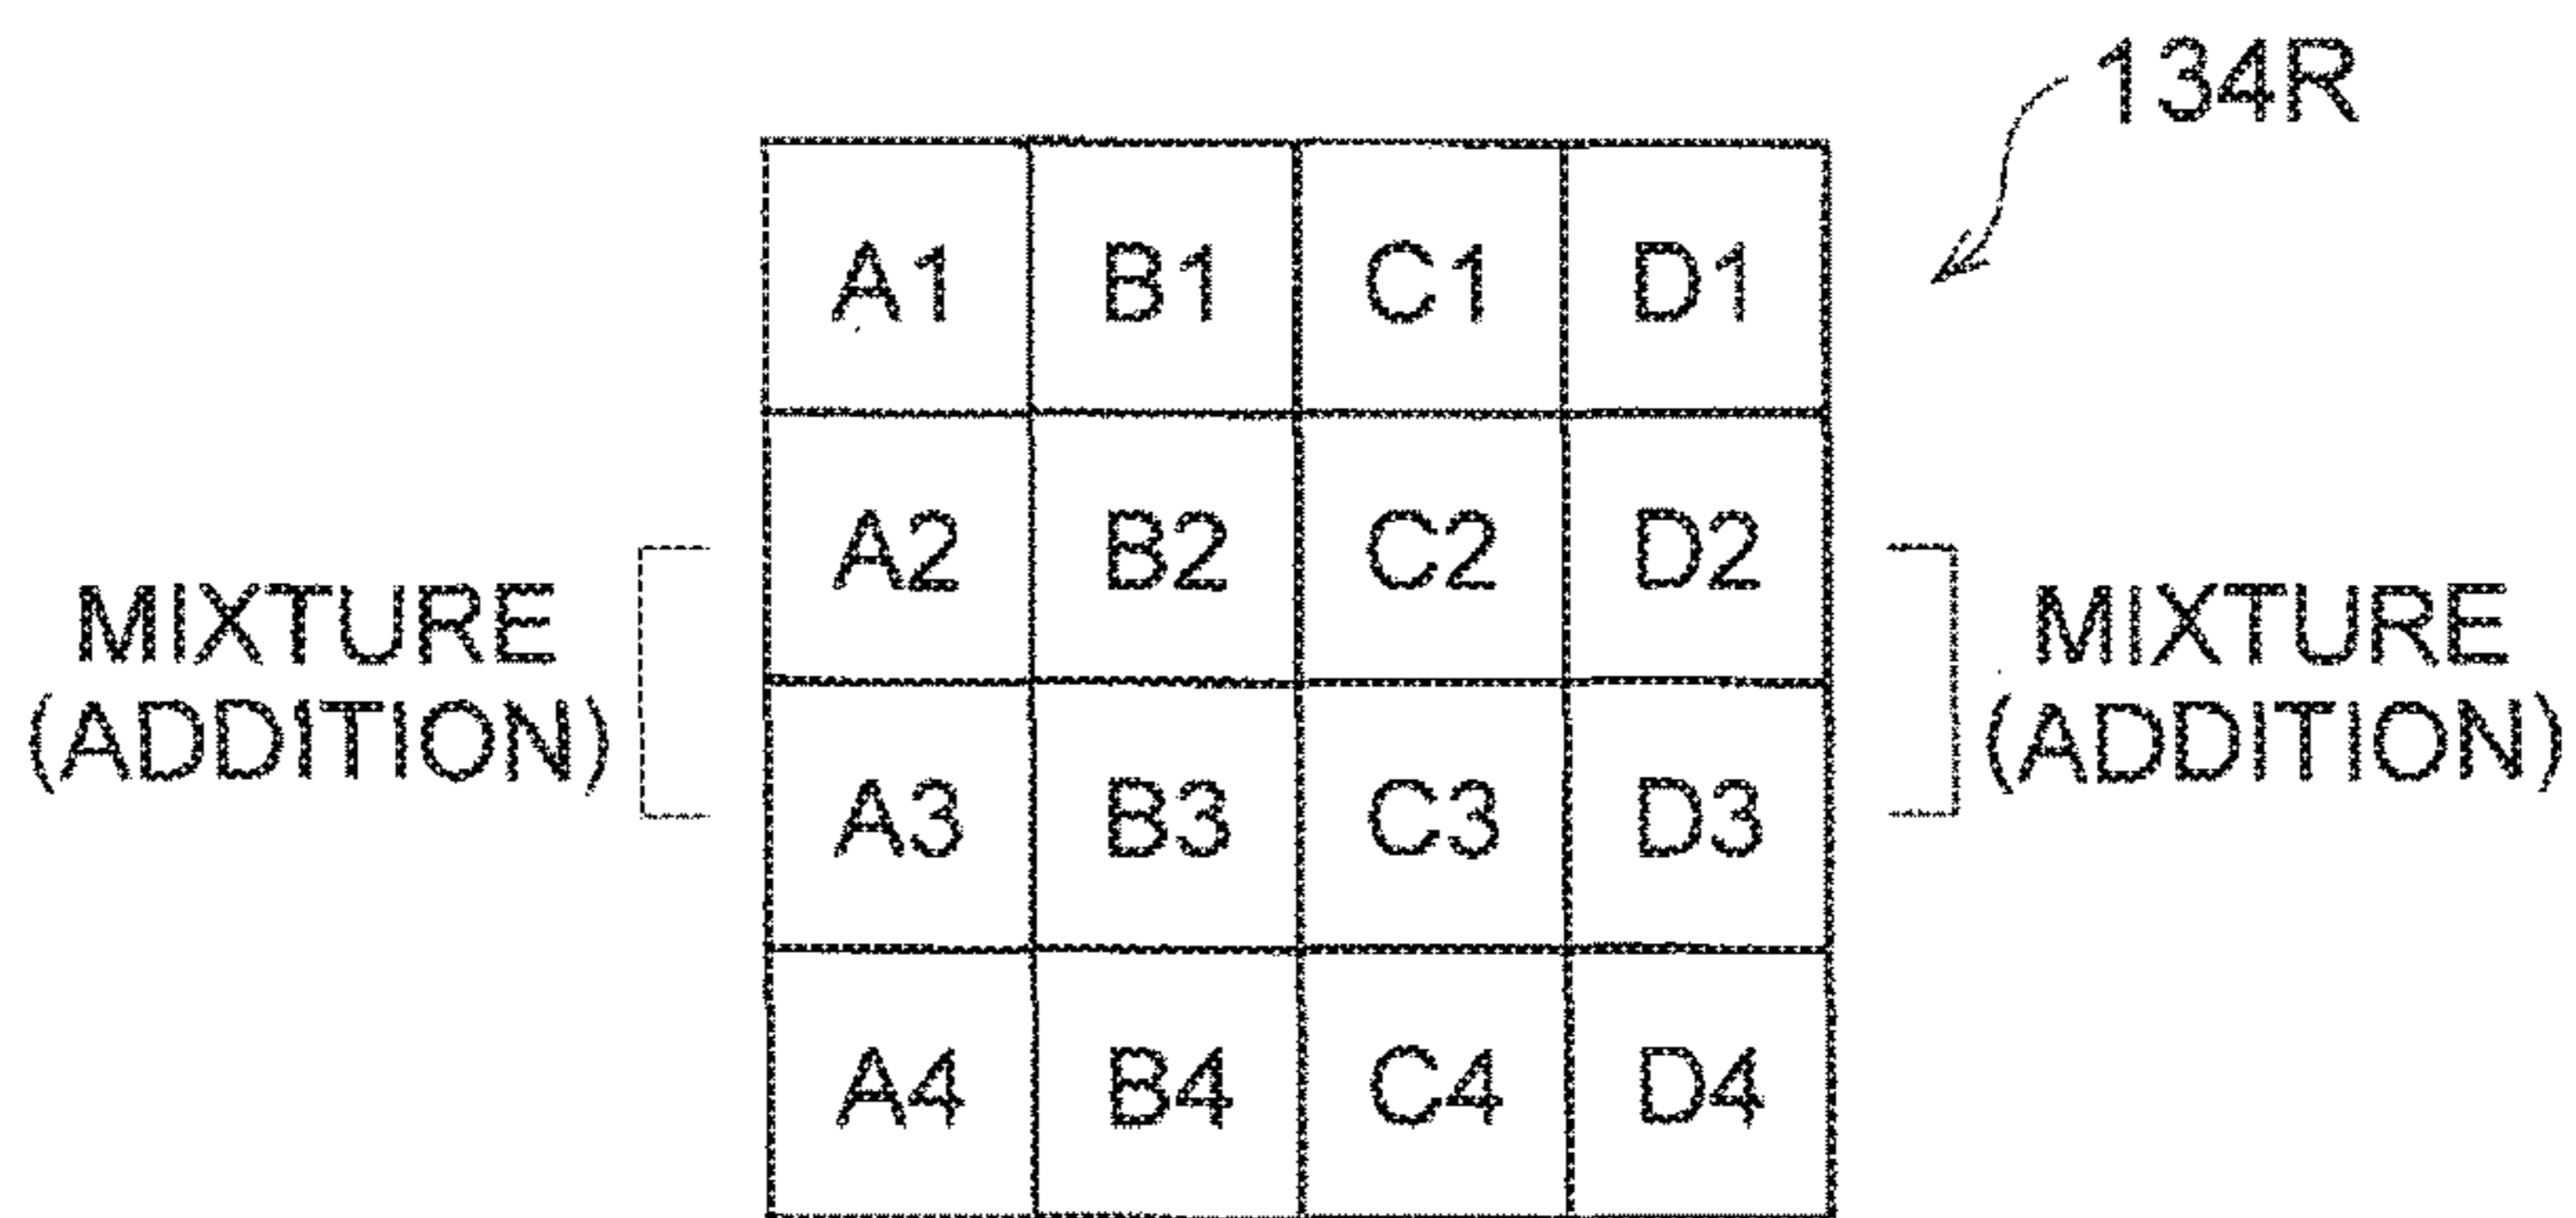 134R
A1 B1 C1 D1
A2 B2 C2 D2
MIXTURE
(ADDITION)
MIXTURE
(ADDITION)
A3 B3 C3 D3
A4 B4 C4 D4